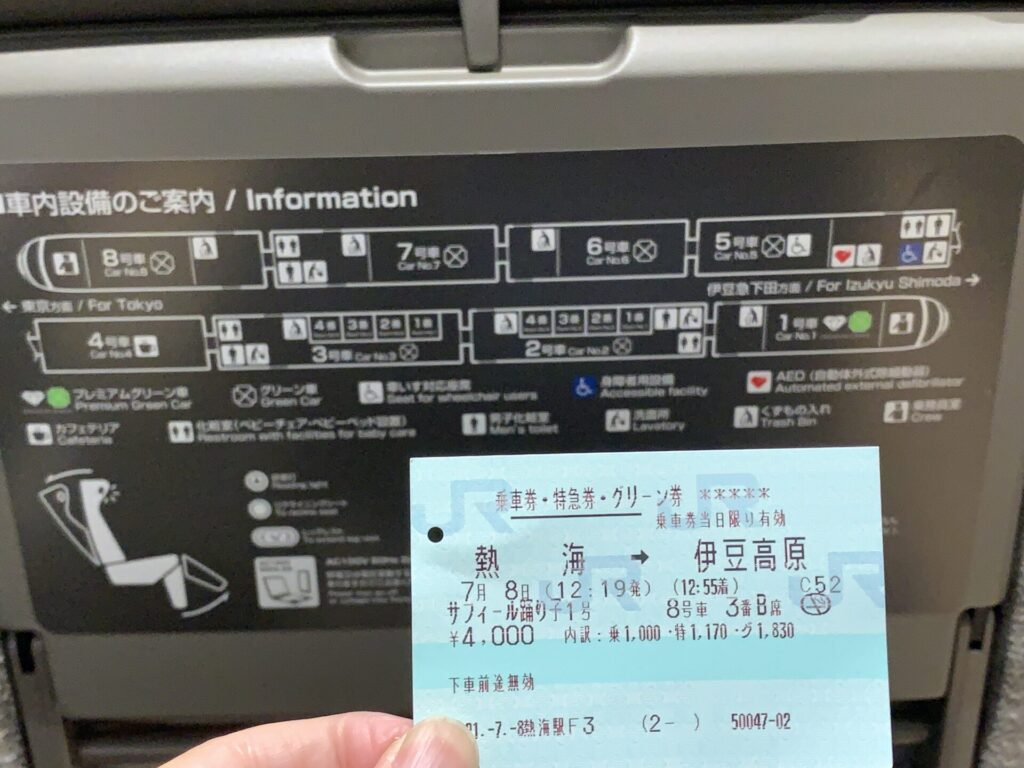 車内設備のご案内 / Information
8号車
Car No.8
7号車
Car No.7
6号車
Car No.6
5号車
Car No.5
← 東京方面 / For Tokyo
伊豆急下田方面 / For Izukyu Shimoda →
4号車
Car No.4
4番 3番 2番 1番
3号車 Car No.3
4番 3番 2番 1番
2号車 Car No.2
1号車
Car No.1
プレミアムグリーン車
Premium Green Car
グリーン車
Green Car
車いす対応座席
Seat for wheelchair users
身障者用設備
Accessible facility
AED (自動体外式除細動器)
Automated external defibrillator
カフェテリア
Cafeteria
化粧室(ベビーチェア・ベビーベッド設置)
Restroom with facilities for baby care
男子化粧室
Men's toilet
洗面所
Lavatory
くずもの入れ
Trash Bin
乗務員室
Crew
乗車券・特急券・グリーン券 *****
乗車券当日限り有効
JR
熱 海 → 伊豆高原
7月 8日 (12:19発) (12:55着) C52
サフィール踊り子1号 8号車 3番B席
¥4,000 内訳:乗1,000・特1,170・グ1,830
下車前途無効
-7.-8熱海駅F3 (2- ) 50047-02